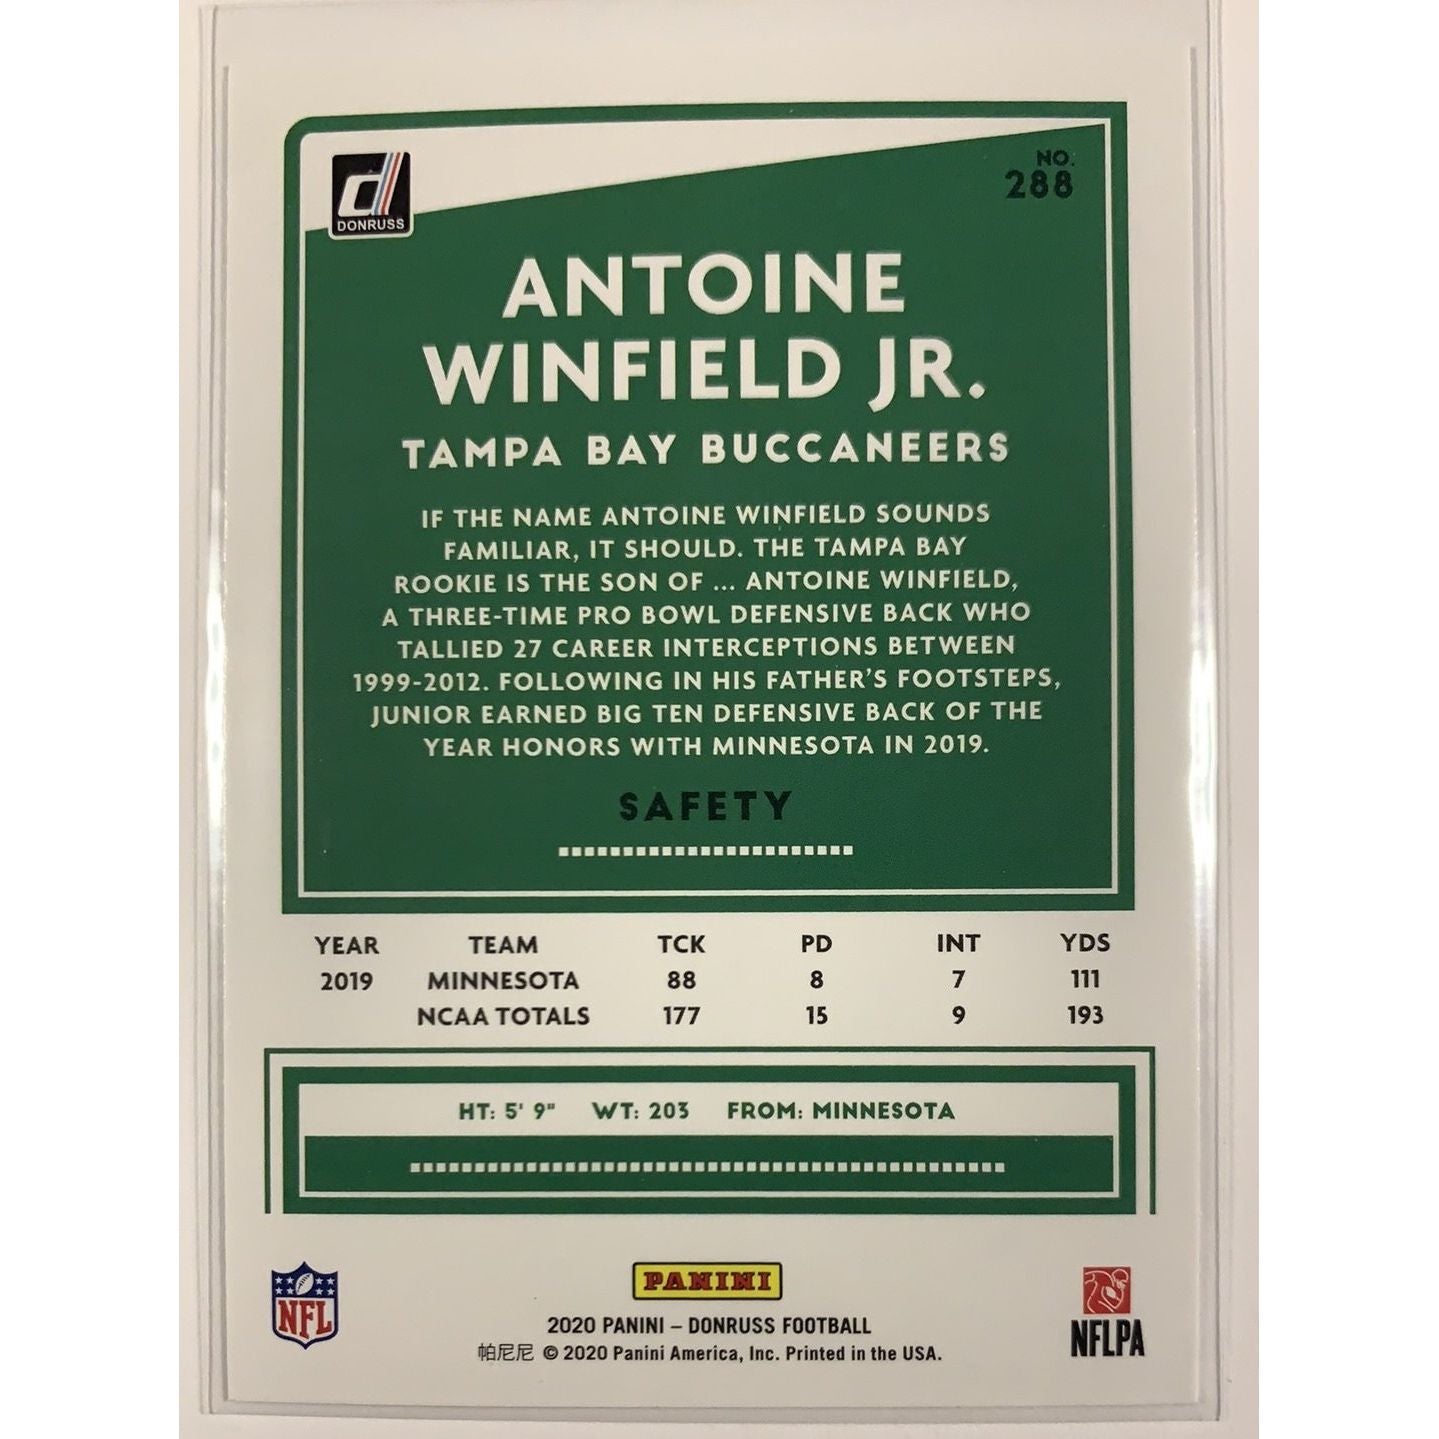 DONRUSS
NO.
288
ANTOINE
WINFIELD JR.
TAMPA BAY BUCCANEERS
IF THE NAME ANTOINE WINFIELD SOUNDS
FAMILIAR, IT SHOULD. THE TAMPA BAY
ROOKIE IS THE SON OF ... ANTOINE WINFIELD,
A THREE-TIME PRO BOWL DEFENSIVE BACK WHO
TALLIED 27 CAREER INTERCEPTIONS BETWEEN
1999-2012. FOLLOWING IN HIS FATHER'S FOOTSTEPS,
JUNIOR EARNED BIG TEN DEFENSIVE BACK OF THE
YEAR HONORS WITH MINNESOTA IN 2019.
SAFETY
YEAR TEAM TCK PD INT YDS
2019 MINNESOTA 88 8 7 111
NCAA TOTALS 177 15 9 193
HT: 5' 9" WT: 203 FROM: MINNESOTA
NFL
PANINI
NFLPA
2020 PANINI – DONRUSS FOOTBALL
帕尼尼 © 2020 Panini America, Inc. Printed in the USA.